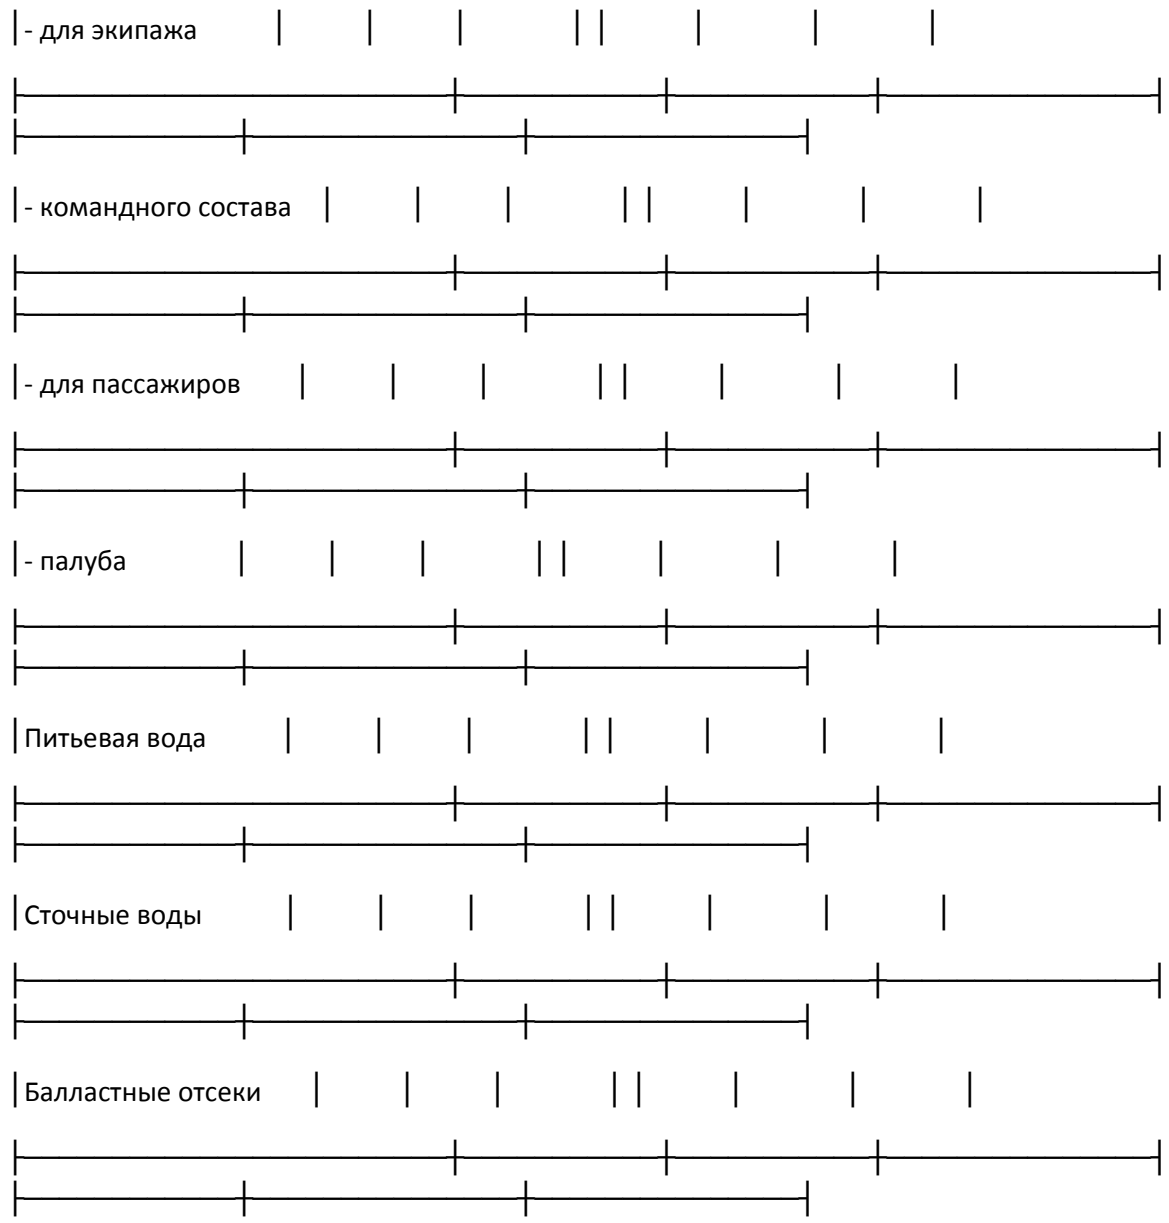 - для экипажа
- командного состава
- для пассажиров
- палуба
Питьевая вода
Сточные воды
Балластные отсеки